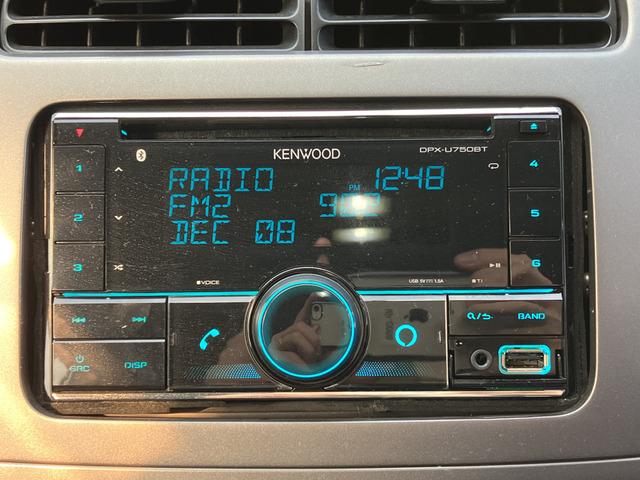 KENWOOD
DPX-U750BT
RADIO PM 1248
FM2
DEC 08
1
2
3
4
5
6
VOICE
USB 5V 1.5A
TI
SRC
DISP
BAND